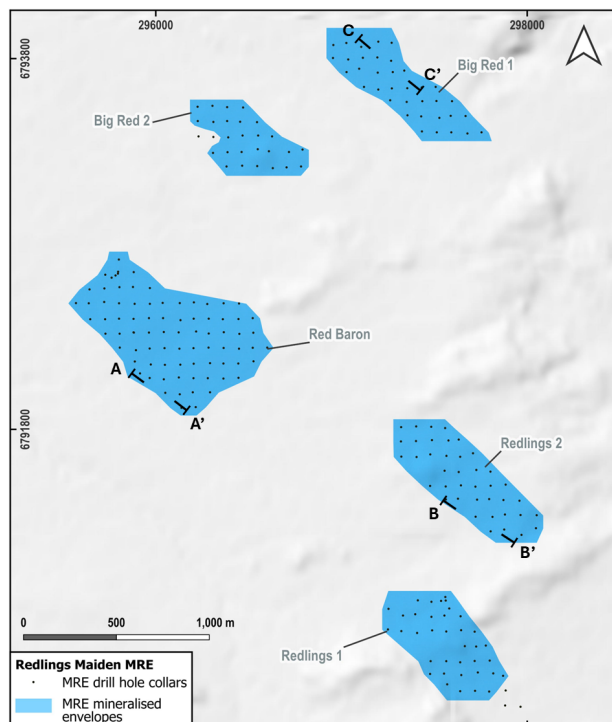 296000
298000
6793800
C
C'
Big Red 1
Big Red 2
Red Baron
A
A'
6791800
Redlings 2
B
B'
0 500 1,000 m
Redlings 1
Redlings Maiden MRE
MRE drill hole collars
MRE mineralised
envelopes